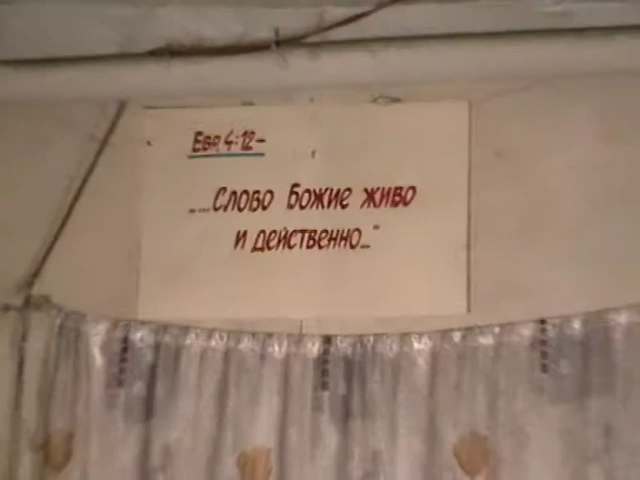 Евр. 4:12–
„...Слово Божие живо
и действенно..."